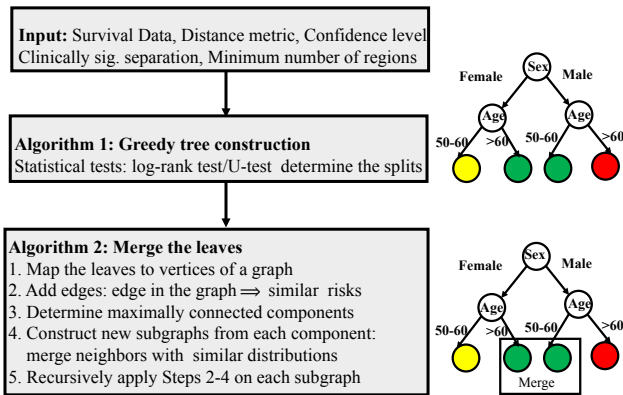 Input: Survival Data, Distance metric, Confidence level
Clinically sig. separation, Minimum number of regions
Algorithm 1: Greedy tree construction
Statistical tests: log-rank test/U-test determine the splits
Algorithm 2: Merge the leaves
1. Map the leaves to vertices of a graph
2. Add edges: edge in the graph ⟹ similar risks
3. Determine maximally connected components
4. Construct new subgraphs from each component:
merge neighbors with similar distributions
5. Recursively apply Steps 2-4 on each subgraph
Sex
Female Male
Age Age
50-60 >60 50-60 >60
Sex
Female Male
Age Age
50-60 >60 50-60 >60
Merge